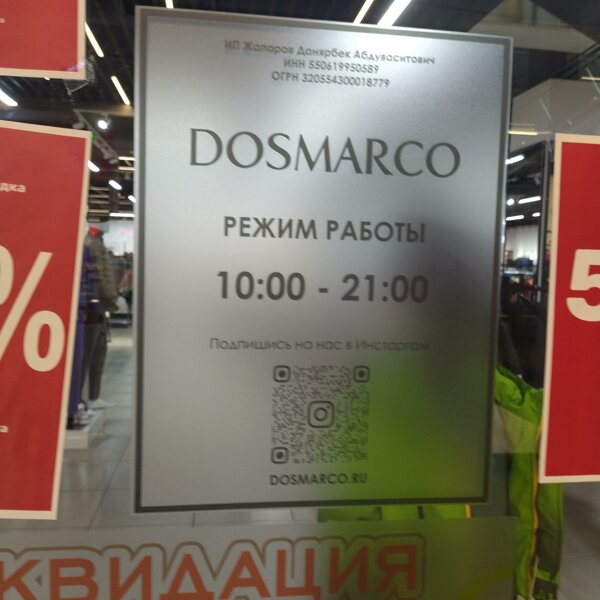 ИП Жапаров Данярбек Абдуваситович
ИНН 550619950589
ОГРН 320554300018779
DOSMARCO
РЕЖИМ РАБОТЫ
10:00 - 21:00
Подпишись на нас в Инстаграм
DOSMARCO.RU
%
5
КВИДАЦИЯ